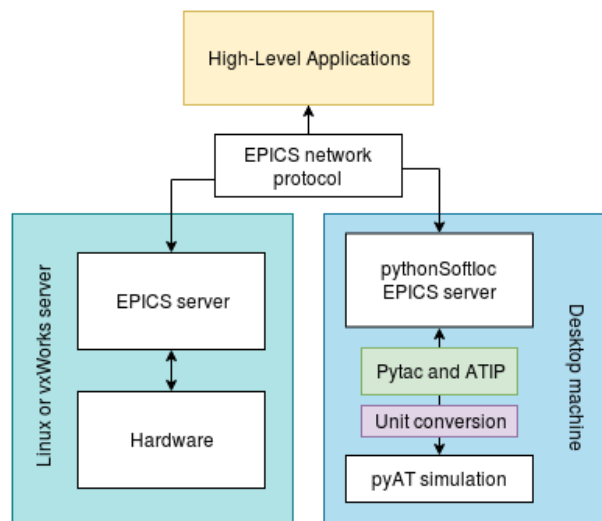 High-Level Applications
EPICS network
protocol
Linux or vxWorks server
EPICS server
Hardware
pythonSoftIoc
EPICS server
Pytac and ATIP
Unit conversion
pyAT simulation
Desktop machine